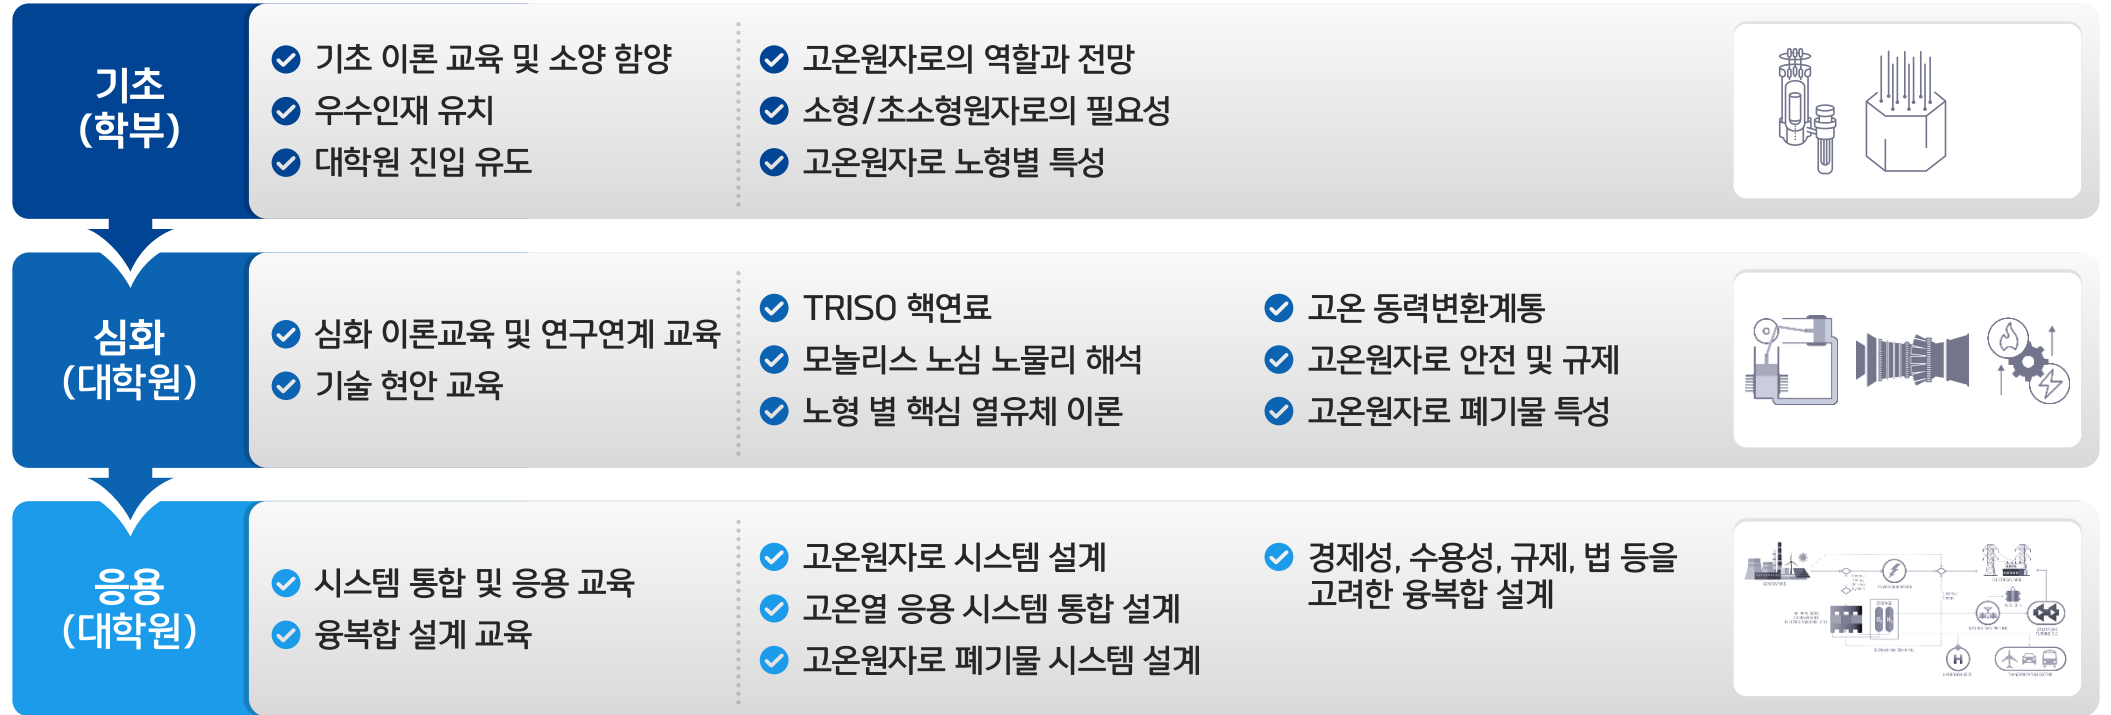 기초
(학부)
기초 이론 교육 및 소양 함양
우수인재 유치
대학원 진입 유도
고온원자로의 역할과 전망
소형/초소형원자로의 필요성
고온원자로 노형별 특성
심화
(대학원)
심화 이론교육 및 연구연계 교육
기술 현안 교육
TRISO 핵연료
모놀리스 노심 노물리 해석
노형 별 핵심 열유체 이론
고온 동력변환계통
고온원자로 안전 및 규제
고온원자로 폐기물 특성
응용
(대학원)
시스템 통합 및 응용 교육
융복합 설계 교육
고온원자로 시스템 설계
고온열 응용 시스템 통합 설계
고온원자로 폐기물 시스템 설계
경제성, 수용성, 규제, 법 등을
고려한 융복합 설계
H